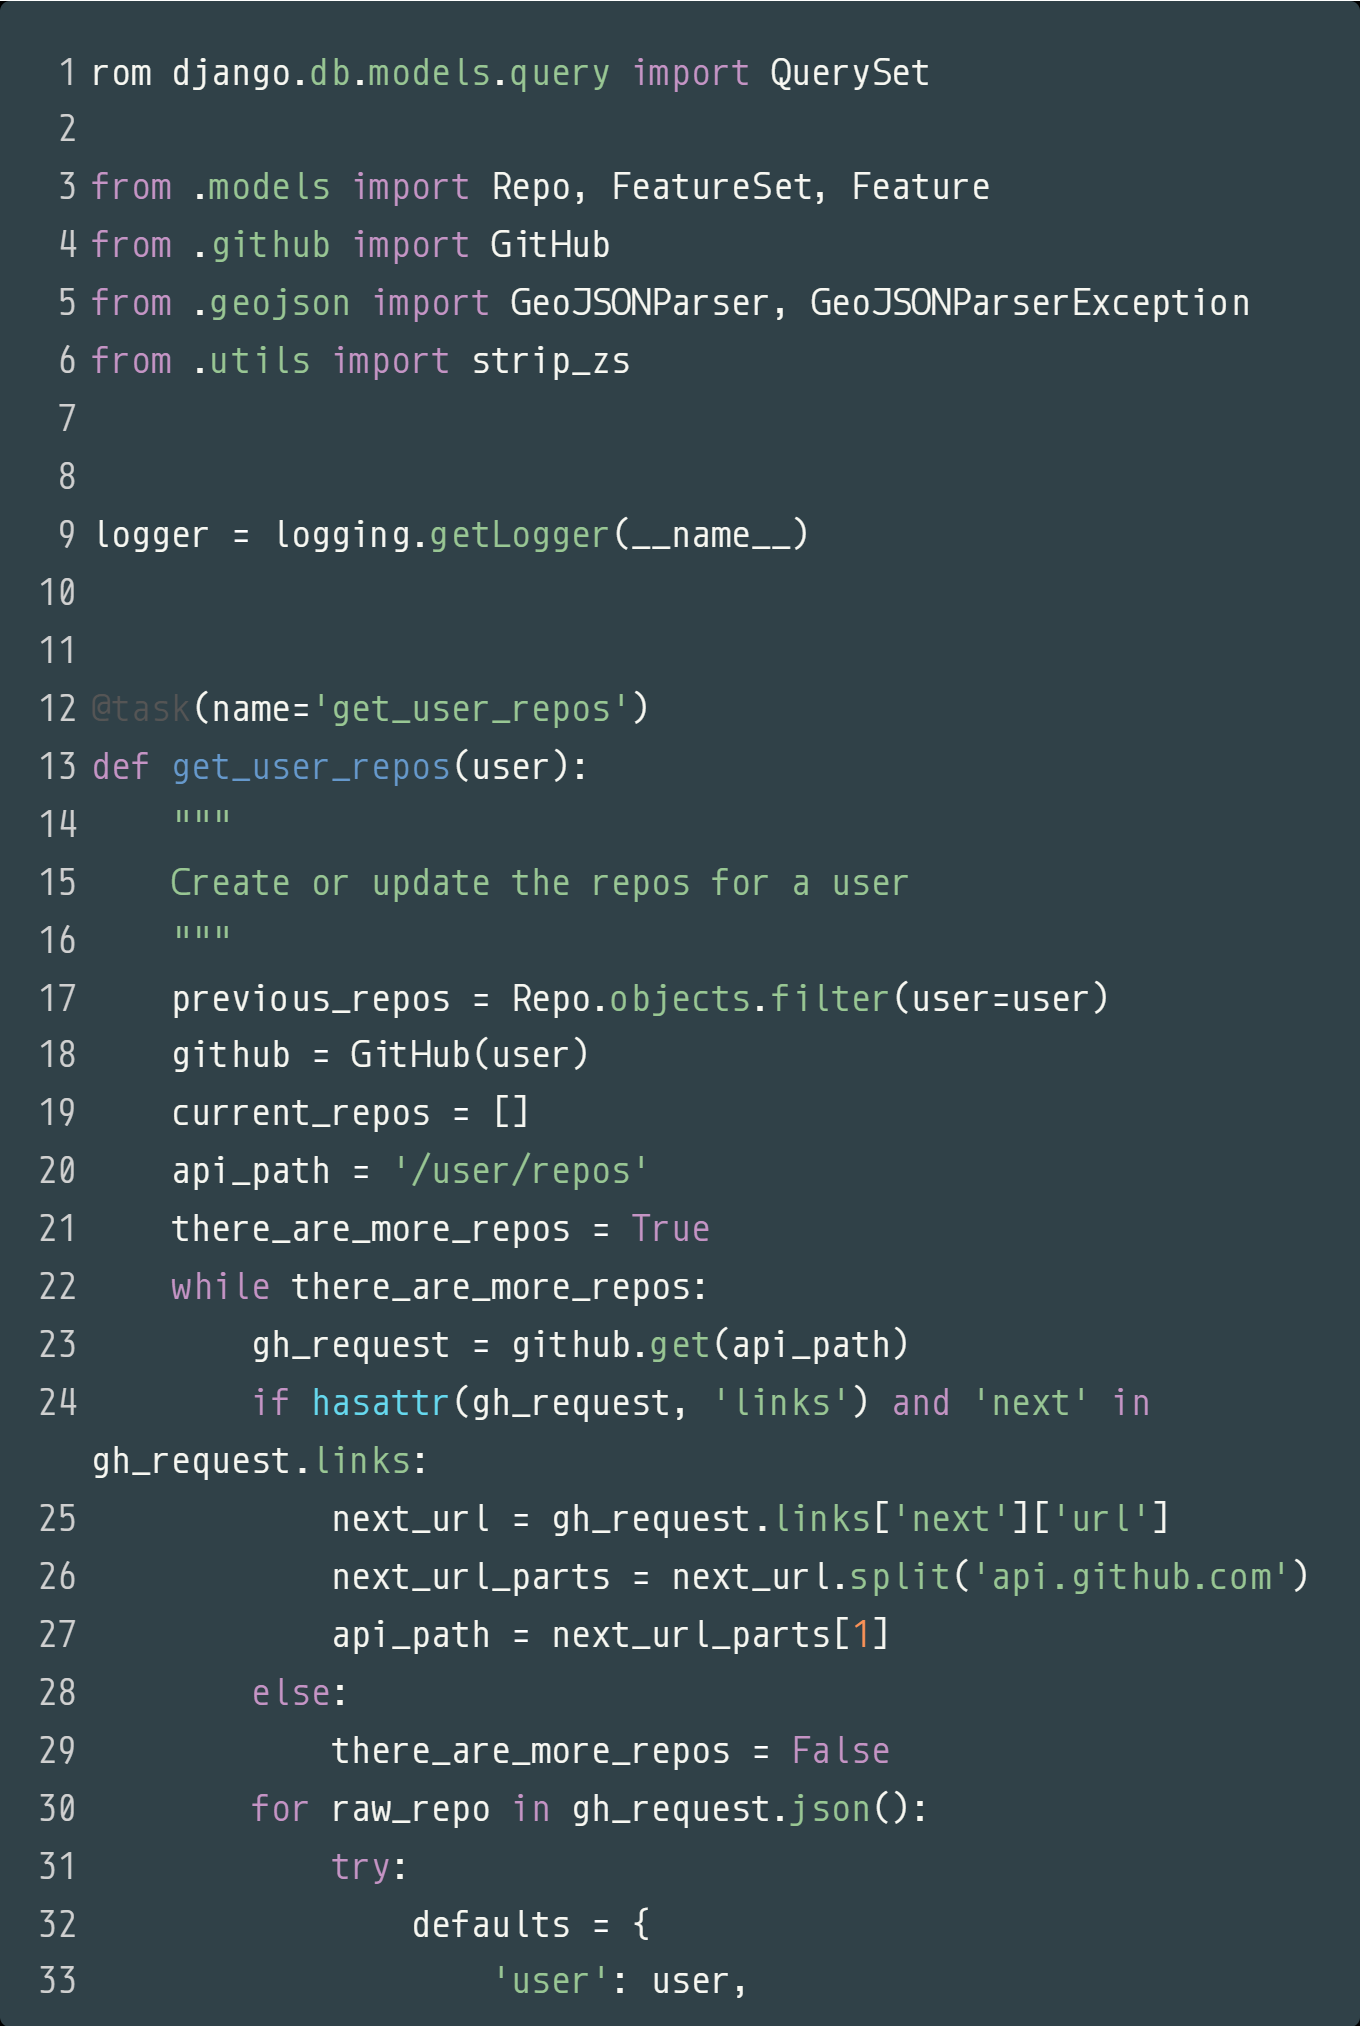 1 rom django.db.models.query import QuerySet
2
3 from .models import Repo, FeatureSet, Feature
4 from .github import GitHub
5 from .geojson import GeoJSONParser, GeoJSONParserException
6 from .utils import strip_zs
7
8
9 logger = logging.getLogger(__name__)
10
11
12 @task(name='get_user_repos')
13 def get_user_repos(user):
14     """
15     Create or update the repos for a user
16     """
17     previous_repos = Repo.objects.filter(user=user)
18     github = GitHub(user)
19     current_repos = []
20     api_path = '/user/repos'
21     there_are_more_repos = True
22     while there_are_more_repos:
23         gh_request = github.get(api_path)
24         if hasattr(gh_request, 'links') and 'next' in
gh_request.links:
25             next_url = gh_request.links['next']['url']
26             next_url_parts = next_url.split('api.github.com')
27             api_path = next_url_parts[1]
28         else:
29             there_are_more_repos = False
30         for raw_repo in gh_request.json():
31             try:
32                 defaults = {
33                     'user': user,